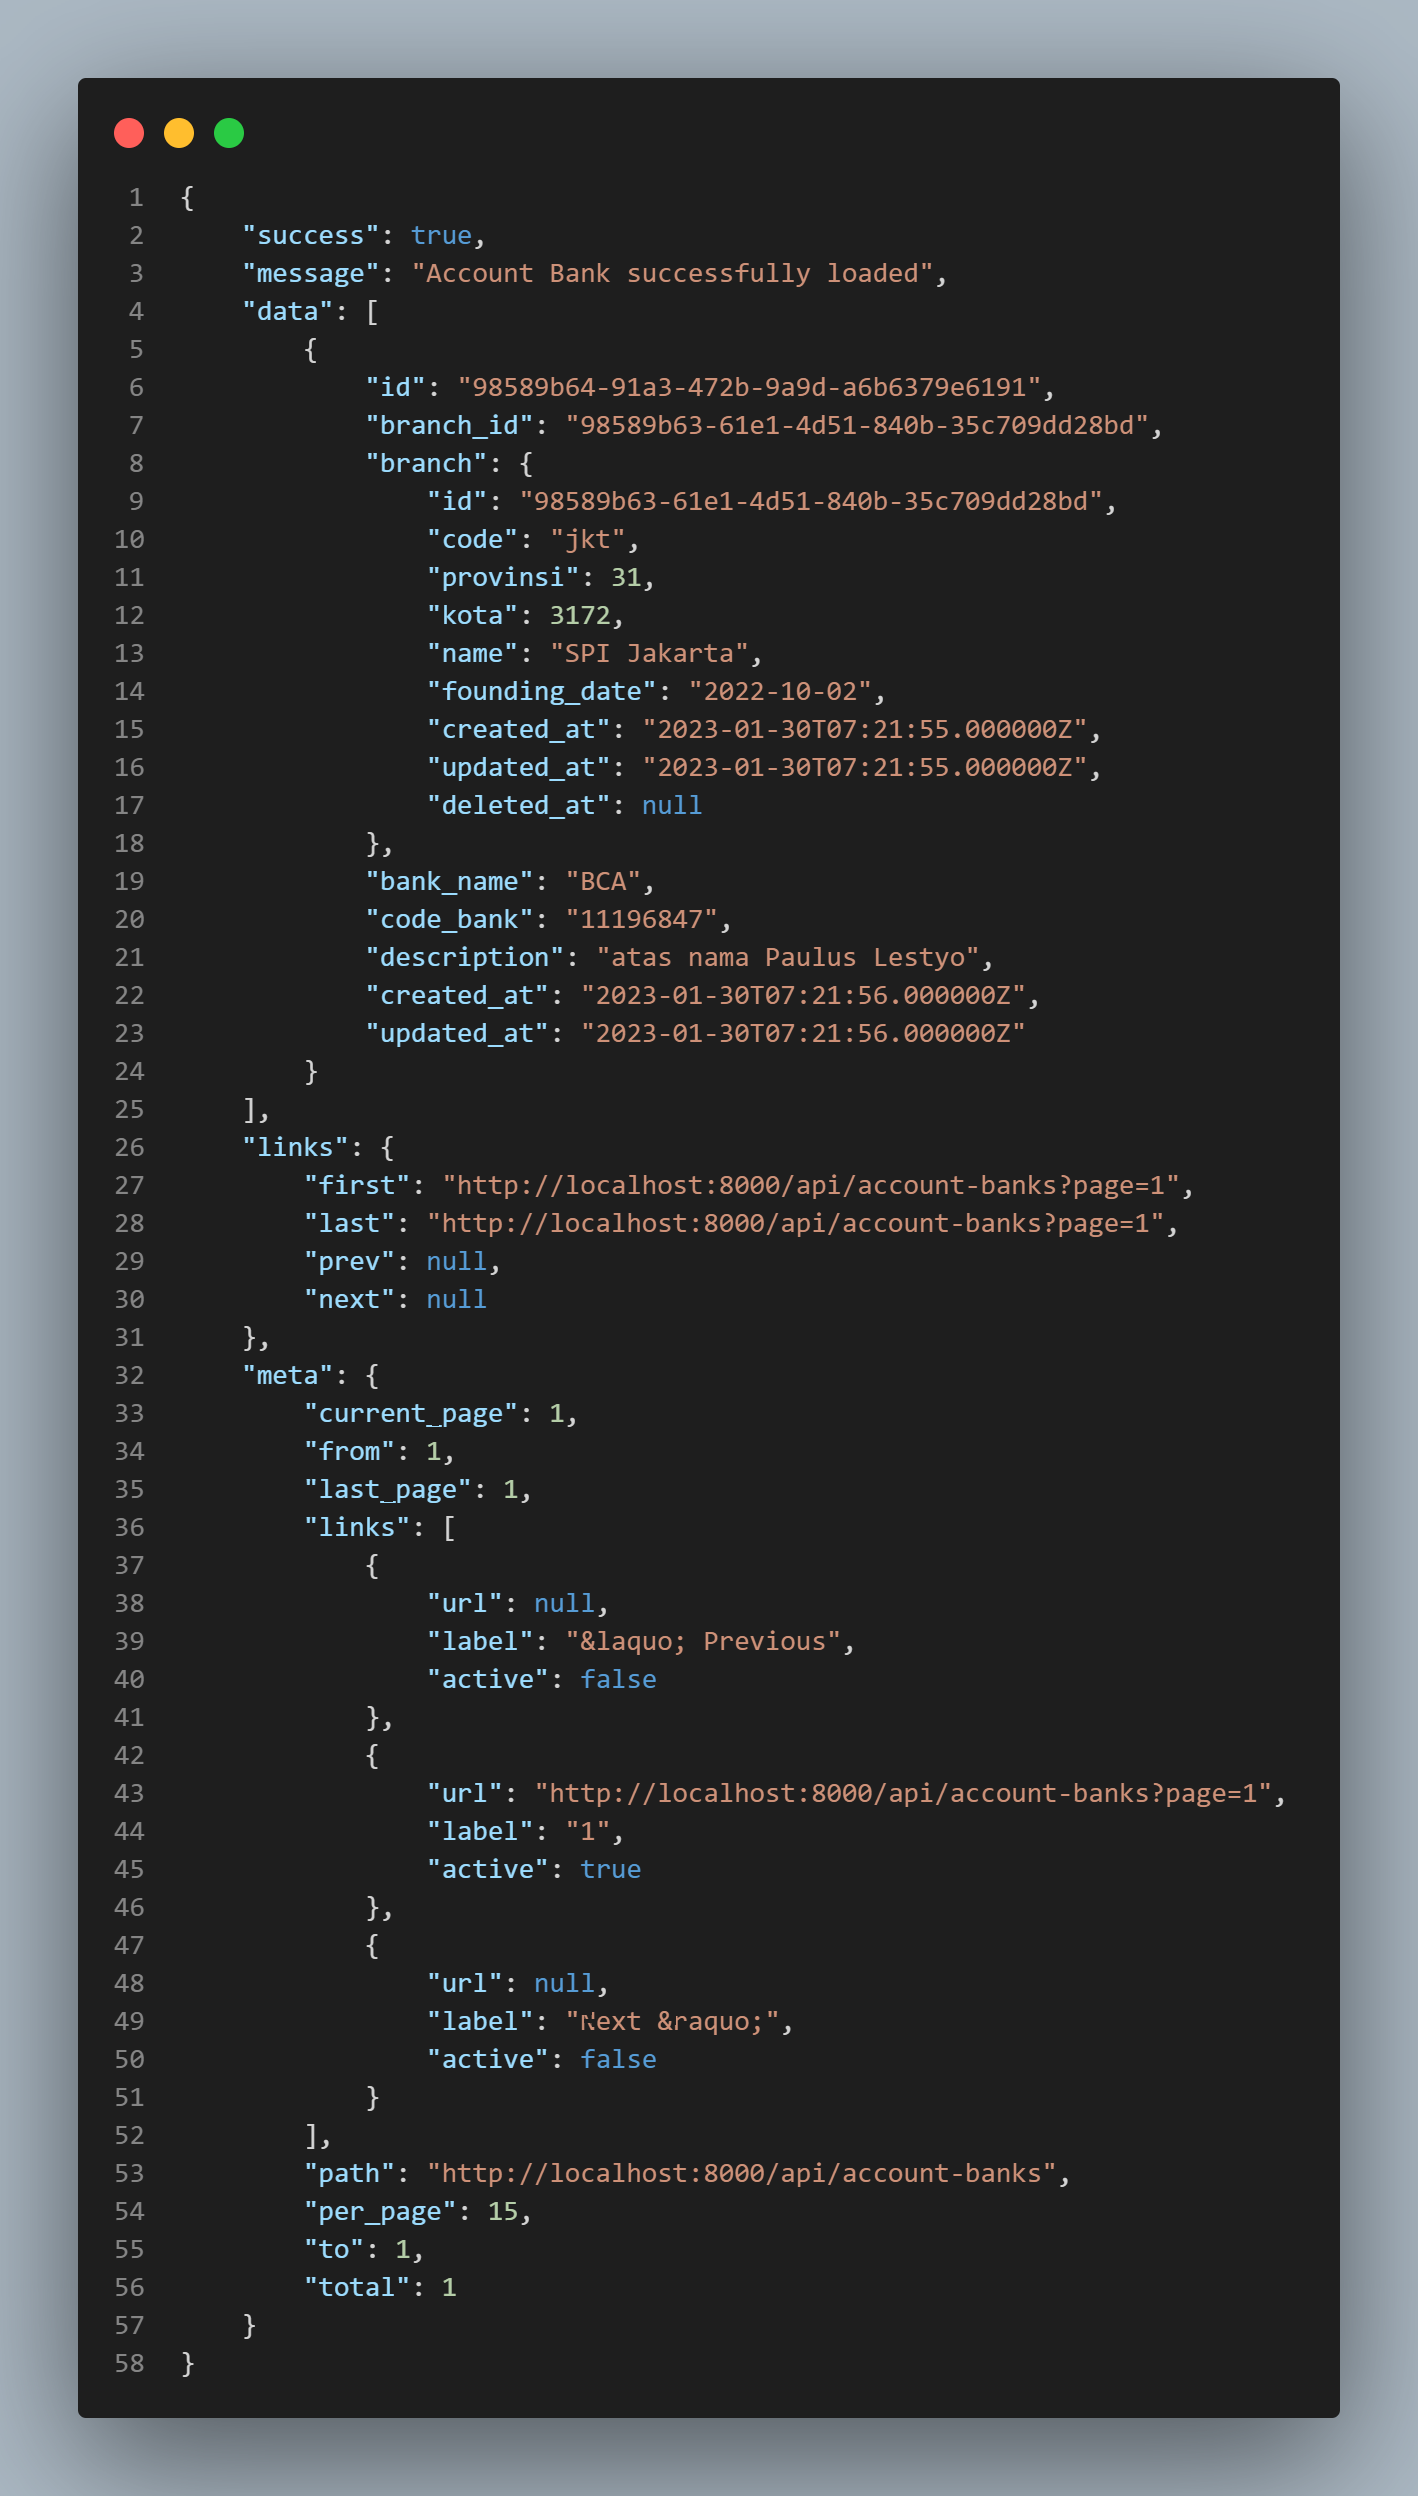 1 {
2     "success": true,
3     "message": "Account Bank successfully loaded",
4     "data": [
5         {
6             "id": "98589b64-91a3-472b-9a9d-a6b6379e6191",
7             "branch_id": "98589b63-61e1-4d51-840b-35c709dd28bd",
8             "branch": {
9                 "id": "98589b63-61e1-4d51-840b-35c709dd28bd",
10                 "code": "jkt",
11                 "provinsi": 31,
12                 "kota": 3172,
13                 "name": "SPI Jakarta",
14                 "founding_date": "2022-10-02",
15                 "created_at": "2023-01-30T07:21:55.000000Z",
16                 "updated_at": "2023-01-30T07:21:55.000000Z",
17                 "deleted_at": null
18             },
19             "bank_name": "BCA",
20             "code_bank": "11196847",
21             "description": "atas nama Paulus Lestyo",
22             "created_at": "2023-01-30T07:21:56.000000Z",
23             "updated_at": "2023-01-30T07:21:56.000000Z"
24         }
25     ],
26     "links": {
27         "first": "http://localhost:8000/api/account-banks?page=1",
28         "last": "http://localhost:8000/api/account-banks?page=1",
29         "prev": null,
30         "next": null
31     },
32     "meta": {
33         "current_page": 1,
34         "from": 1,
35         "last_page": 1,
36         "links": [
37             {
38                 "url": null,
39                 "label": "&laquo; Previous",
40                 "active": false
41             },
42             {
43                 "url": "http://localhost:8000/api/account-banks?page=1",
44                 "label": "1",
45                 "active": true
46             },
47             {
48                 "url": null,
49                 "label": "Next &raquo;",
50                 "active": false
51             }
52         ],
53         "path": "http://localhost:8000/api/account-banks",
54         "per_page": 15,
55         "to": 1,
56         "total": 1
57     }
58 }